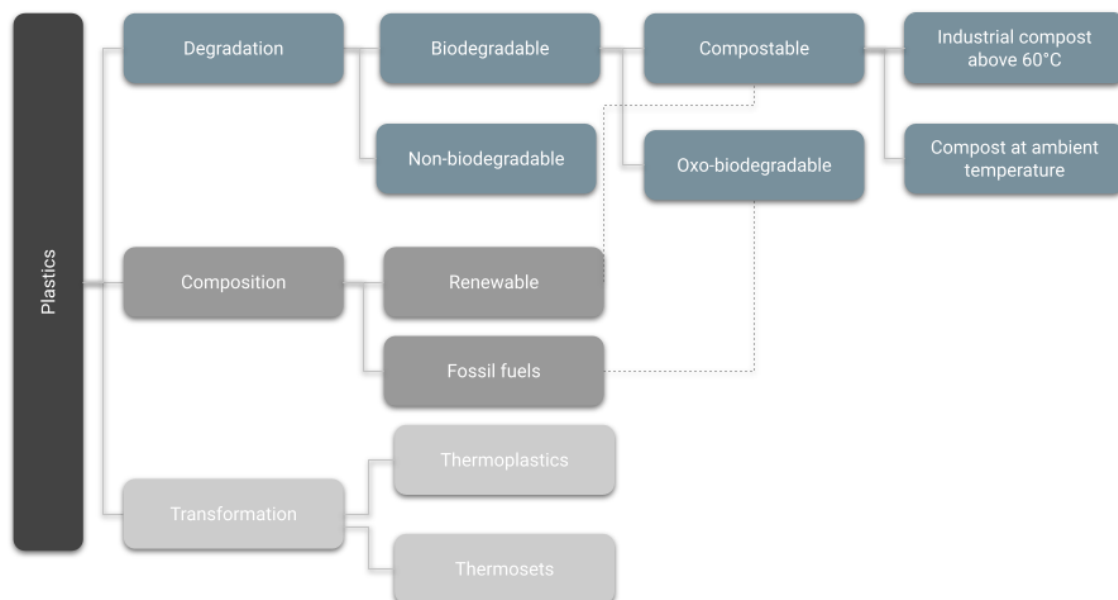 Plastics
Degradation
Biodegradable
Compostable
Industrial compost
above 60°C
Non-biodegradable
Oxo-biodegradable
Compost at ambient
temperature
Composition
Renewable
Fossil fuels
Transformation
Thermoplastics
Thermosets